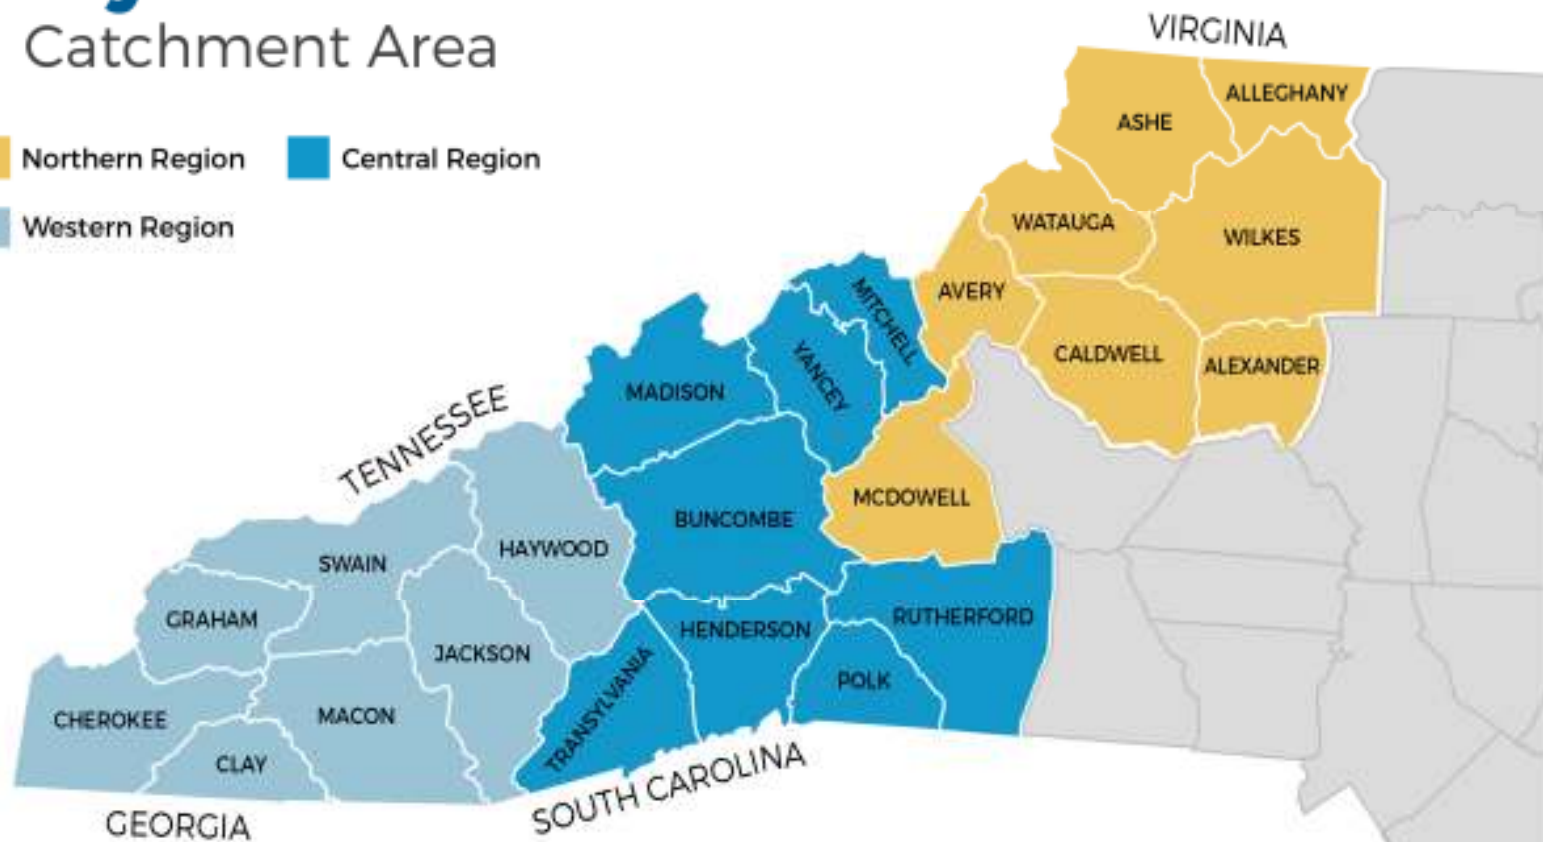 Catchment Area
Northern Region
Central Region
Western Region
VIRGINIA
TENNESSEE
GEORGIA
SOUTH CAROLINA
ASHE
ALLEGHANY
WATAUGA
WILKES
AVERY
CALDWELL
ALEXANDER
MITCHELL
YANCEY
MADISON
BUNCOMBE
MCDOWELL
HAYWOOD
SWAIN
GRAHAM
JACKSON
HENDERSON
RUTHERFORD
TRANSYLVANIA
POLK
CHEROKEE
MACON
CLAY